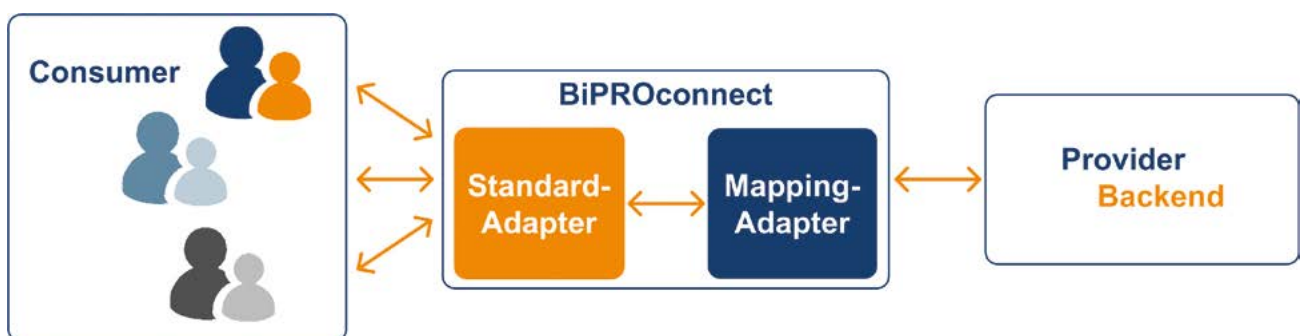 Consumer
BiPROconnect
Standard-
Adapter
Mapping-
Adapter
Provider
Backend